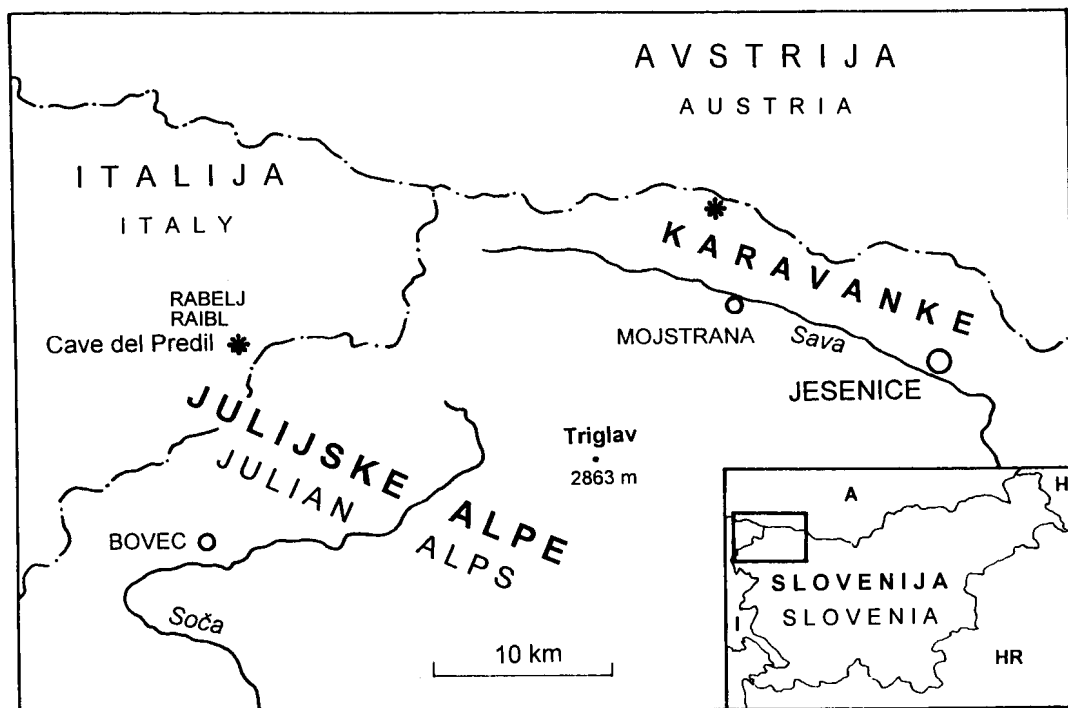 AVSTRIJA
AUSTRIA
ITALIJA
ITALY
KARAVANKE
RABELJ
RAIBL
Cave del Predil
MOJSTRANA
Sava
JESENICE
JULIJSKE ALPE
JULIAN ALPS
Triglav
2863 m
BOVEC
Soča
10 km
A
H
SLOVENIJA
SLOVENIA
I
HR